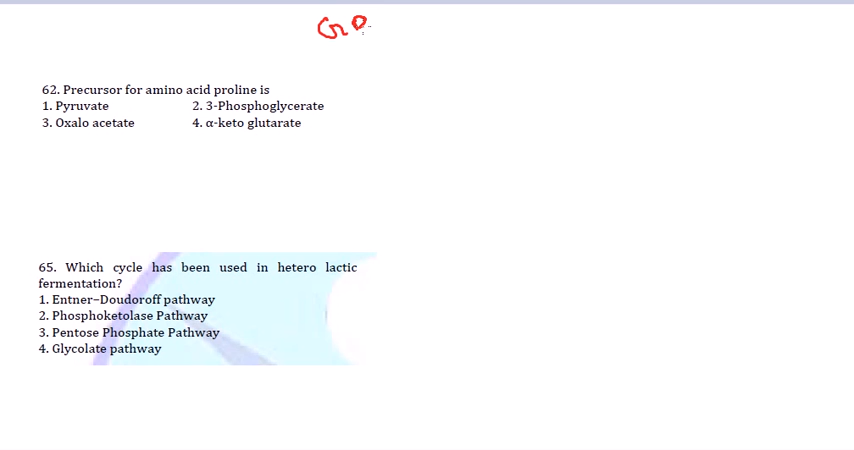 62. Precursor for amino acid proline is
1. Pyruvate 2. 3-Phosphoglycerate
3. Oxalo acetate 4. α-keto glutarate
65. Which cycle has been used in hetero lactic
fermentation?
1. Entner–Doudoroff pathway
2. Phosphoketolase Pathway
3. Pentose Phosphate Pathway
4. Glycolate pathway